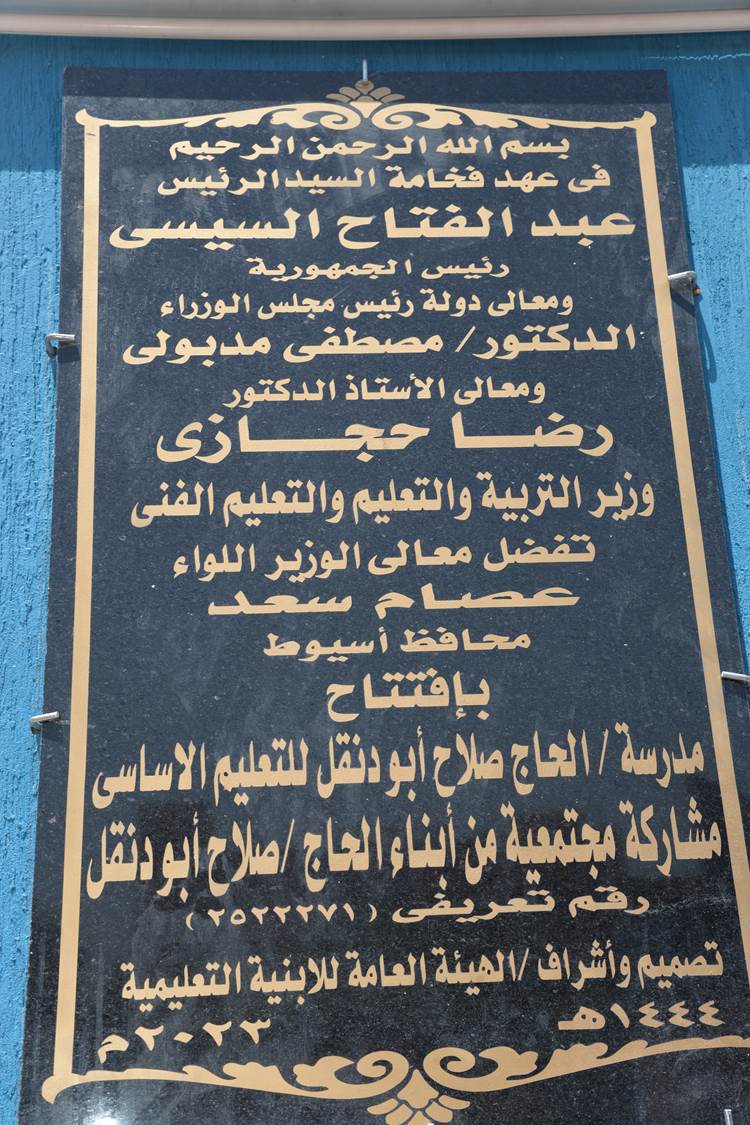 بسم الله الرحمن الرحيم
فى عهد فخامة السيد الرئيس
عبد الفتاح السيسى
رئيس الجمهورية
ومعالى دولة رئيس مجلس الوزراء
الدكتور/ مصطفى مدبولى
ومعالى الأستاذ الدكتور
رضا حجازى
وزير التربية والتعليم والتعليم الفنى
تفضل معالى الوزير اللواء
عصام سعد
محافظ أسيوط
بإفتتاح
مدرسة / الحاج صلاح أبو دنقل للتعليم الاساسى
مشاركة مجتمعية من أبناء الحاج /صلاح أبو دنقل
رقم تعريفى (٢٥٢٢٢٧١)
تصميم وأشراف /الهيئة العامة للابنية التعليمية
١٤٤٤هـ ٢٠٢٣م